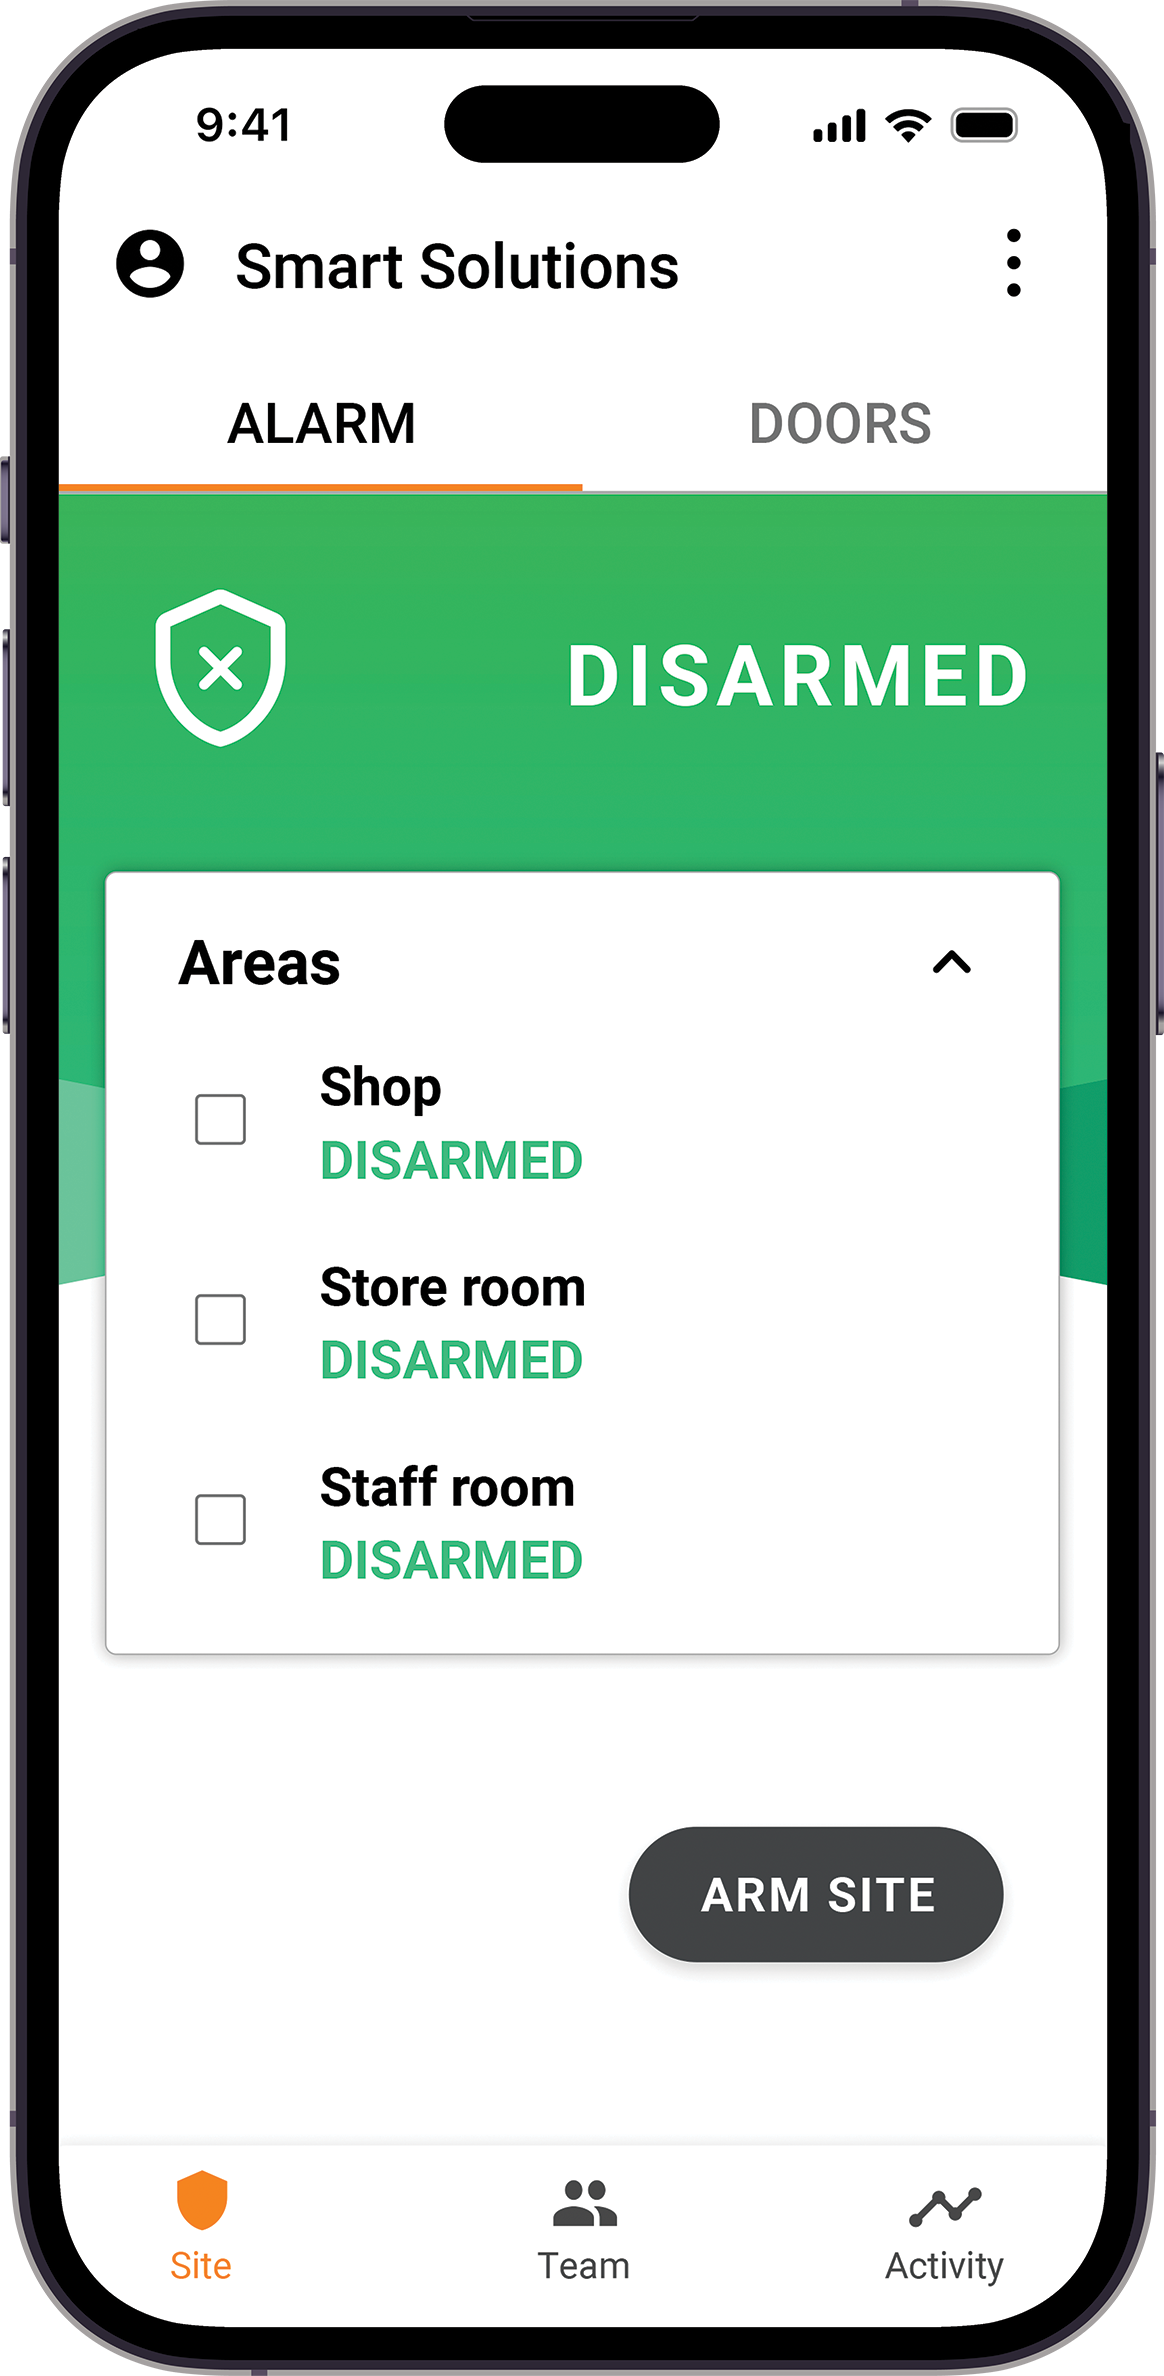 9:41
Smart Solutions
ALARM DOORS
DISARMED
Areas
Shop
DISARMED
Store room
DISARMED
Staff room
DISARMED
ARM SITE
Site Team Activity